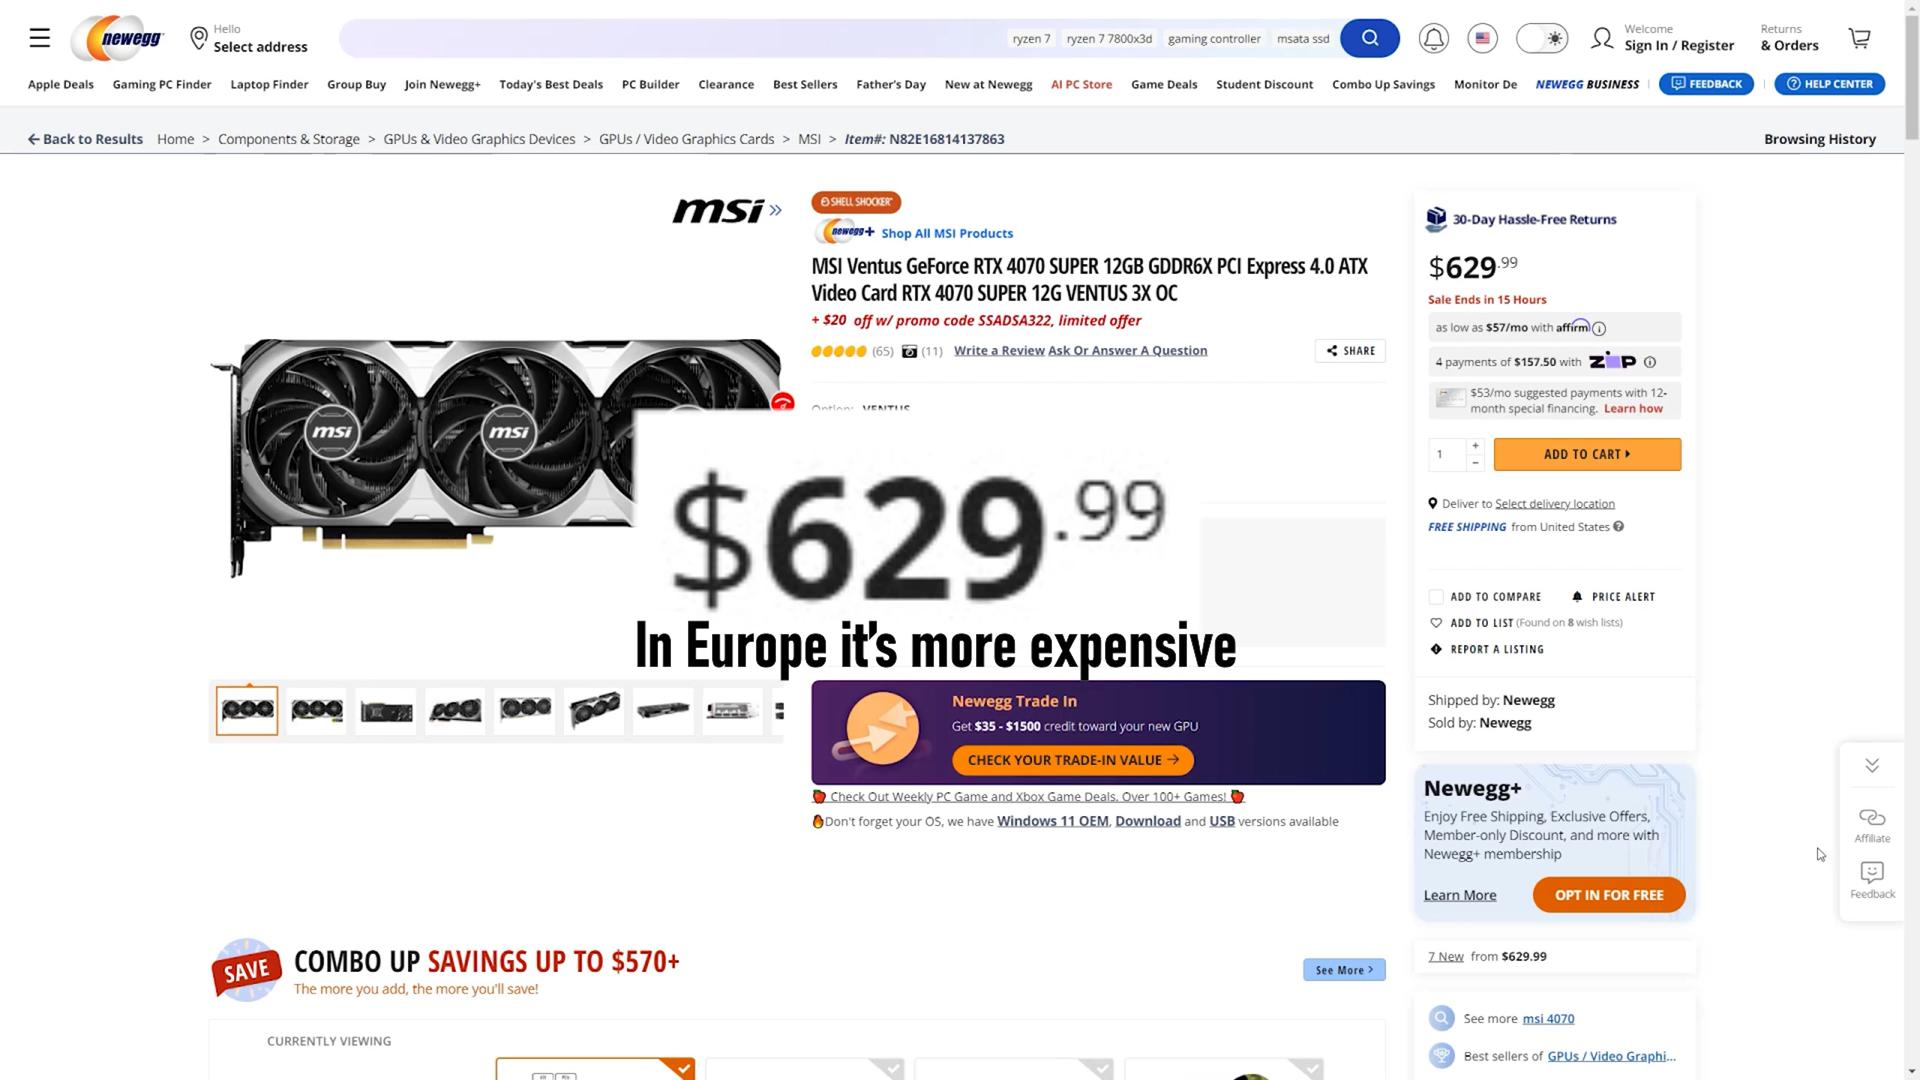 newegg
Hello
Select address
ryzen 7
ryzen 7 7800x3d
gaming controller
msata ssd
Welcome
Sign In / Register
Returns
& Orders
Apple Deals
Gaming PC Finder
Laptop Finder
Group Buy
Join Newegg+
Today's Best Deals
PC Builder
Clearance
Best Sellers
Father's Day
New at Newegg
AI PC Store
Game Deals
Student Discount
Combo Up Savings
Monitor De
NEWEGG BUSINESS
FEEDBACK
HELP CENTER
Back to Results
Home > Components & Storage > GPUs & Video Graphics Devices > GPUs / Video Graphics Cards > MSI > Item#: N82E16814137863
Browsing History
msi
SHELL SHOCKER
newegg+
Shop All MSI Products
MSI Ventus GeForce RTX 4070 SUPER 12GB GDDR6X PCI Express 4.0 ATX
Video Card RTX 4070 SUPER 12G VENTUS 3X OC
+ $20 off w/ promo code SSADSA322, limited offer
(65)
(11)
Write a Review
Ask Or Answer A Question
SHARE
Option: VENTUS
msi
msi
$629.99
In Europe it's more expensive
Newegg Trade In
Get $35 - $1500 credit toward your new GPU
CHECK YOUR TRADE-IN VALUE
Check Out Weekly PC Game and Xbox Game Deals. Over 100+ Games!
Don't forget your OS, we have Windows 11 OEM, Download and USB versions available
30-Day Hassle-Free Returns
$629.99
Sale Ends in 15 Hours
as low as $57/mo with affirm
4 payments of $157.50 with ZIP
$53/mo suggested payments with 12-
month special financing. Learn how
1
+
-
ADD TO CART
Deliver to Select delivery location
FREE SHIPPING from United States
ADD TO COMPARE
PRICE ALERT
ADD TO LIST (Found on 8 wish lists)
REPORT A LISTING
Shipped by: Newegg
Sold by: Newegg
Newegg+
Enjoy Free Shipping, Exclusive Offers,
Member-only Discount, and more with
Newegg+ membership
Learn More
OPT IN FOR FREE
Affiliate
Feedback
7 New from $629.99
See more msi 4070
Best sellers of GPUs / Video Graphi...
SAVE
COMBO UP SAVINGS UP TO $570+
The more you add, the more you'll save!
See More >
CURRENTLY VIEWING